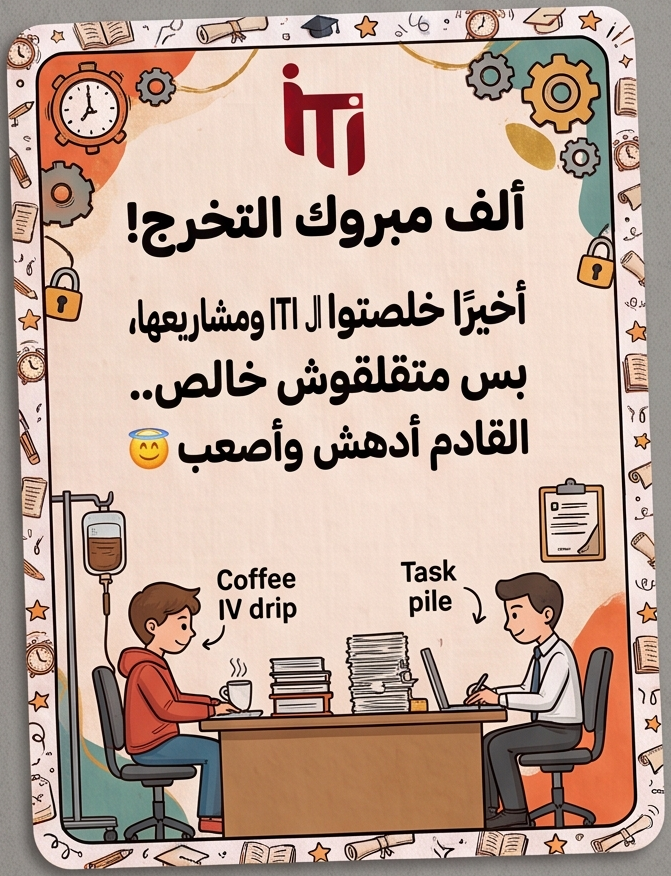 iTi
ألف مبروك التخرج!
أخيرًا خلصتوا ال ITI ومشاريعها،
بس متقلقوش خالص..
القادم أدهش وأصعب 😇
Coffee
IV drip
Task
pile